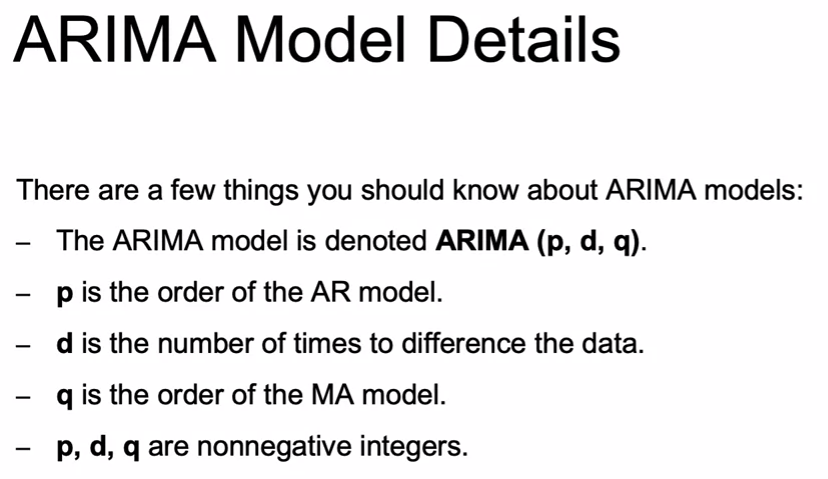 ARIMA Model Details
There are a few things you should know about ARIMA models:
– The ARIMA model is denoted ARIMA (p, d, q).
– p is the order of the AR model.
– d is the number of times to difference the data.
– q is the order of the MA model.
– p, d, q are nonnegative integers.